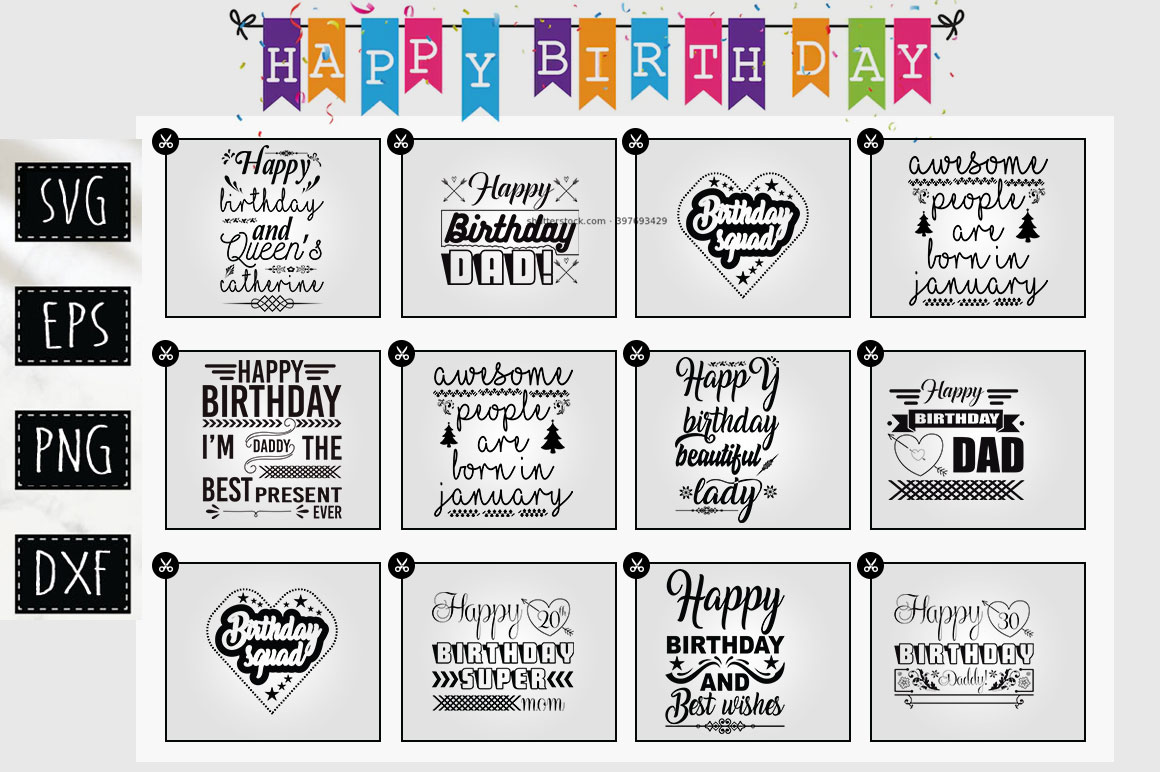 HAPPY BIRTHDAY
SVG
EPS
PNG
DXF
Happy
birthday
and
Queen's
catherine
Happy
Birthday
DAD!
shutterstock.com · 397693429
Birthday
squad
awesome
people
are
born in
january
HAPPY
BIRTHDAY
I'M DADDY THE
BEST PRESENT
EVER
awesome
people
are
born in
january
HappY
birthday
beautiful
lady
Happy
BIRTHDAY
DAD
Birthday
squad
Happy 20th
BIRTHDAY
SUPER
mom
Happy
BIRTHDAY
AND
Best wishes
Happy 30
BIRTHDAY
Daddy!